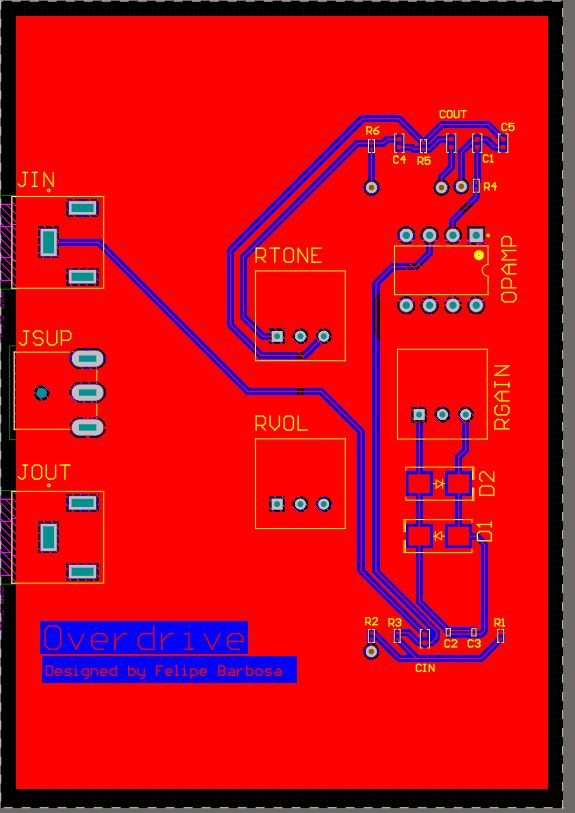 COUT
C5
R6
C4
R5
C1
R4
JIN
RTONE
OPAMP
JSUP
RGAIN
RVOL
JOUT
D2
D1
R2
R3
CIN
C2
C3
R1
Overdrive
Designed by Felipe Barbosa